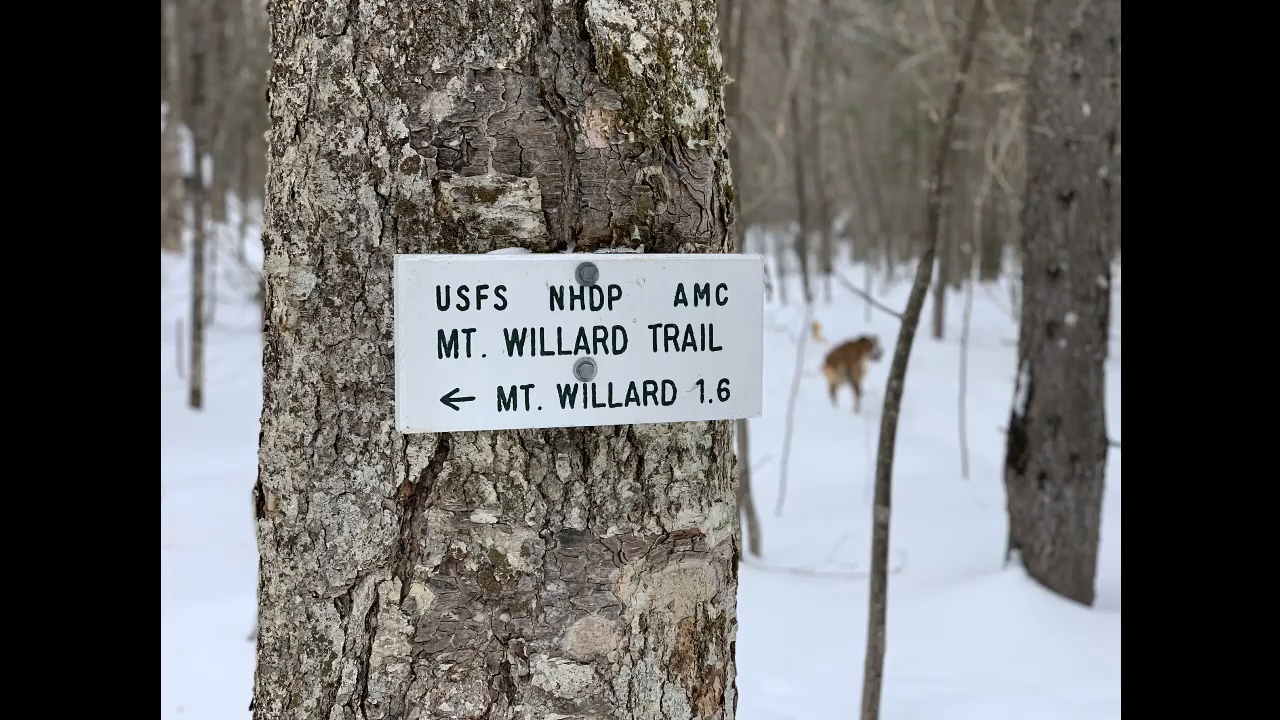 USFS NHDP AMC
MT. WILLARD TRAIL
← MT. WILLARD 1.6